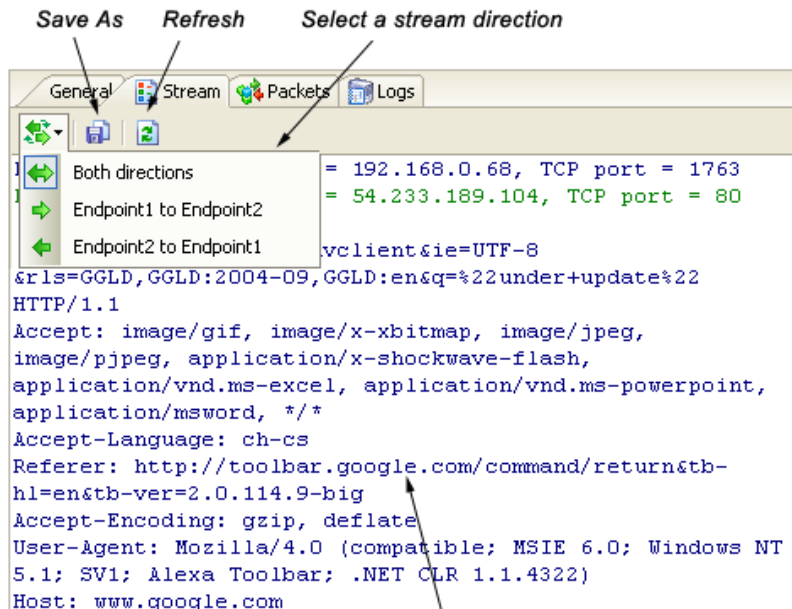 Save As Refresh Select a stream direction
General Stream Packets Logs
Both directions
Endpoint1 to Endpoint2
Endpoint2 to Endpoint1
= 192.168.0.68, TCP port = 1763
= 54.233.189.104, TCP port = 80
vclient&ie=UTF-8
&rls=GGLD,GGLD:2004-09,GGLD:en&q=%22under+update%22
HTTP/1.1
Accept: image/gif, image/x-xbitmap, image/jpeg,
image/pjpeg, application/x-shockwave-flash,
application/vnd.ms-excel, application/vnd.ms-powerpoint,
application/msword, */*
Accept-Language: ch-cs
Referer: http://toolbar.google.com/command/return&tb-
hl=en&tb-ver=2.0.114.9-big
Accept-Encoding: gzip, deflate
User-Agent: Mozilla/4.0 (compatible; MSIE 6.0; Windows NT
5.1; SV1; Alexa Toolbar; .NET CLR 1.1.4322)
Host: www.google.com